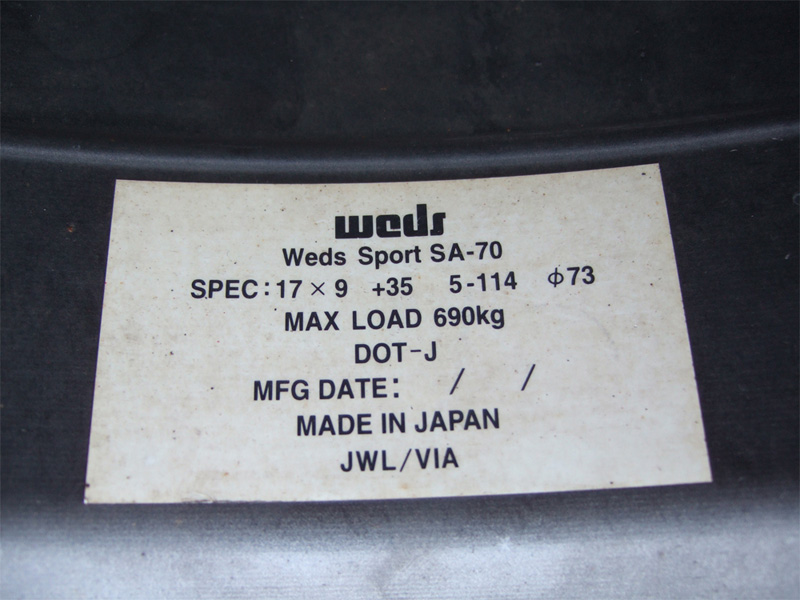 weds
Weds Sport SA-70
SPEC:17×9 +35 5-114 ϕ73
MAX LOAD 690kg
DOT-J
MFG DATE: / /
MADE IN JAPAN
JWL/VIA